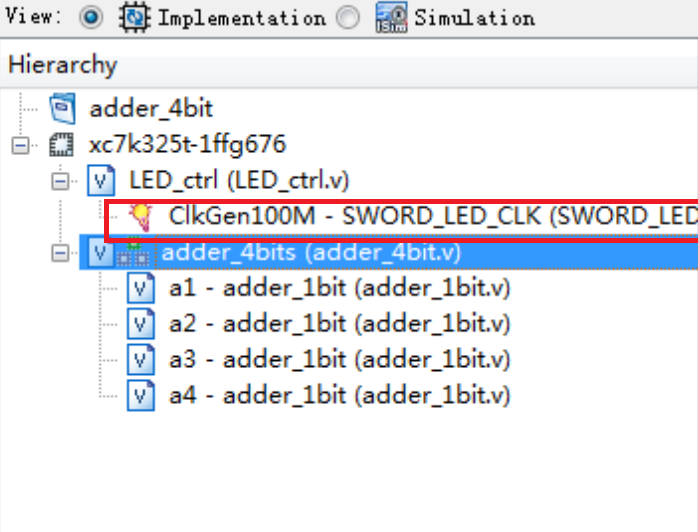 View: Implementation Simulation
Hierarchy
adder_4bit
xc7k325t-1ffg676
LED_ctrl (LED_ctrl.v)
ClkGen100M - SWORD_LED_CLK (SWORD_LED
adder_4bits (adder_4bit.v)
a1 - adder_1bit (adder_1bit.v)
a2 - adder_1bit (adder_1bit.v)
a3 - adder_1bit (adder_1bit.v)
a4 - adder_1bit (adder_1bit.v)